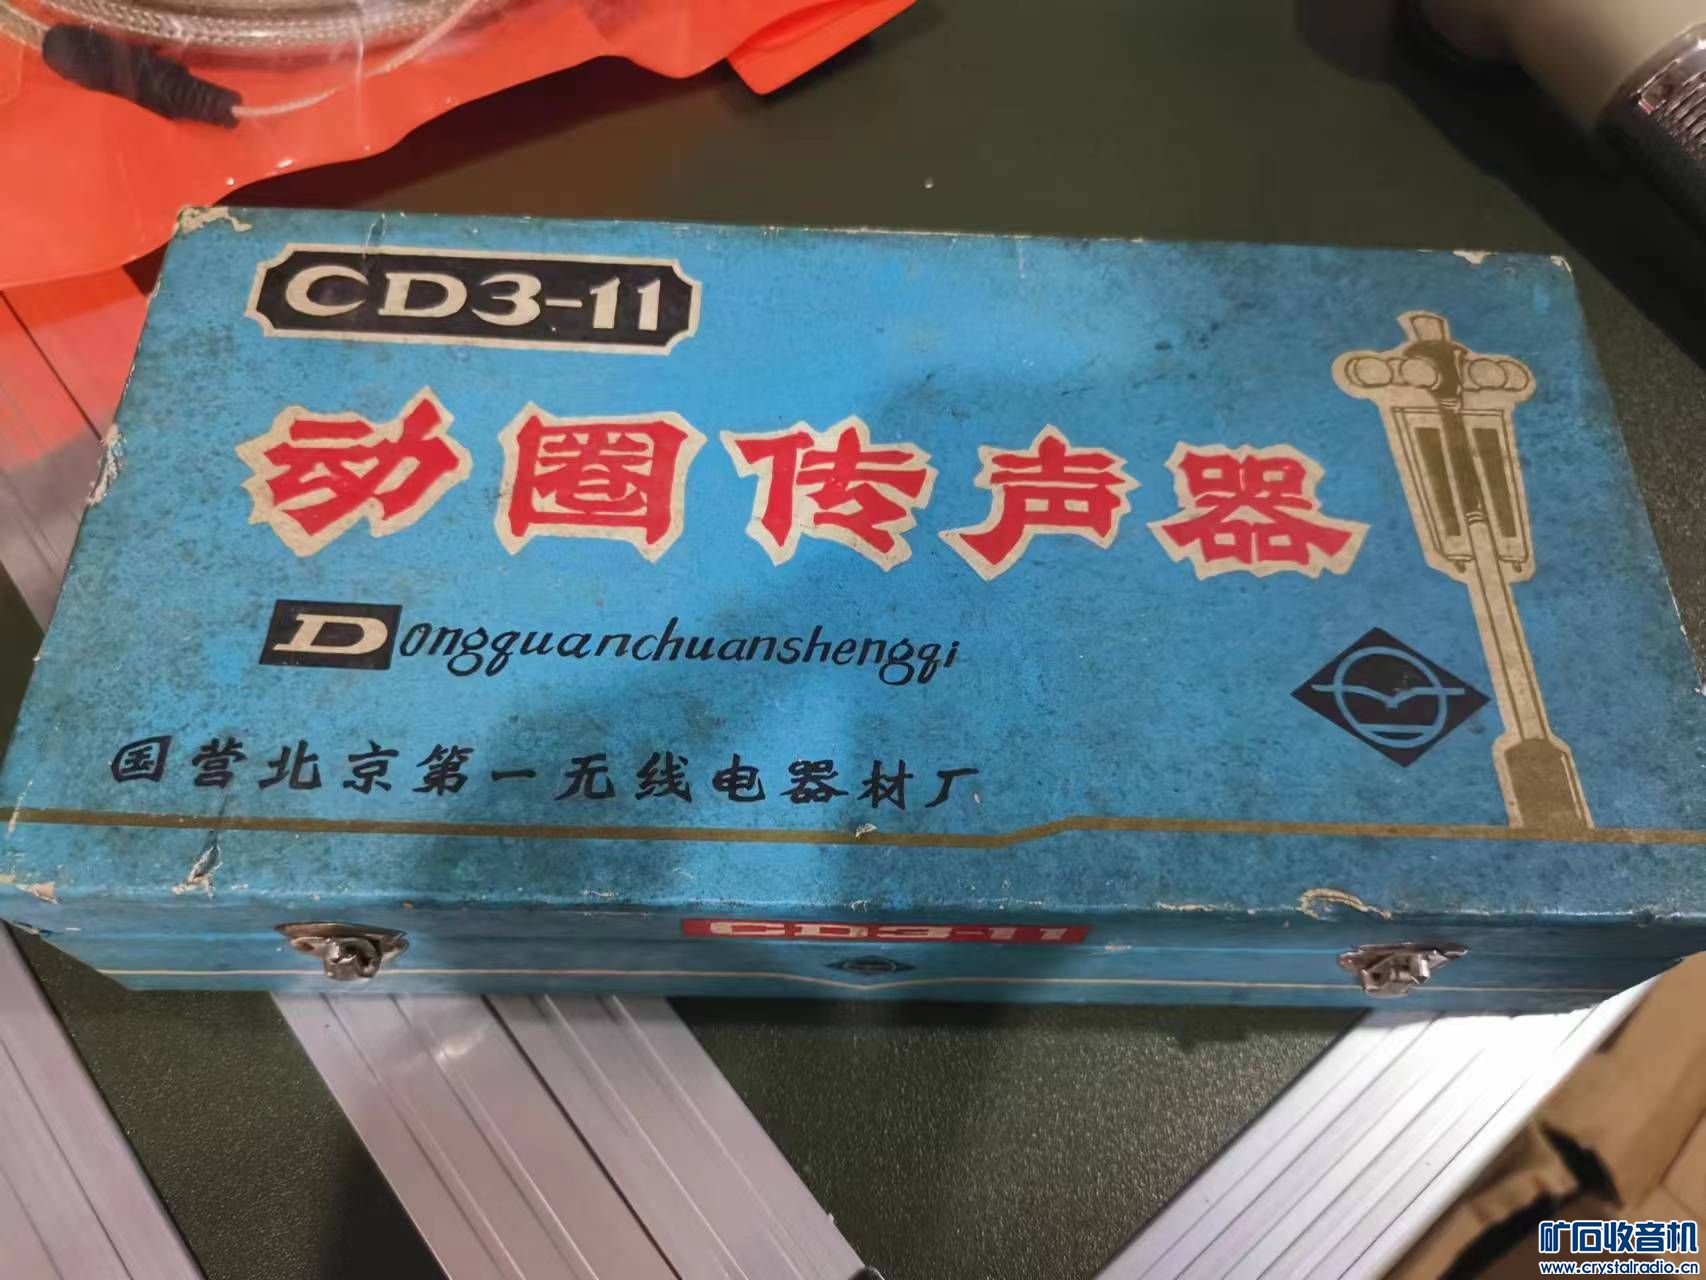 CD3-11
动圈传声器
Dongquanchuanshengqi
国营北京第一无线电器材厂
CD3-11
矿石收音机
www.crystalradio.cn